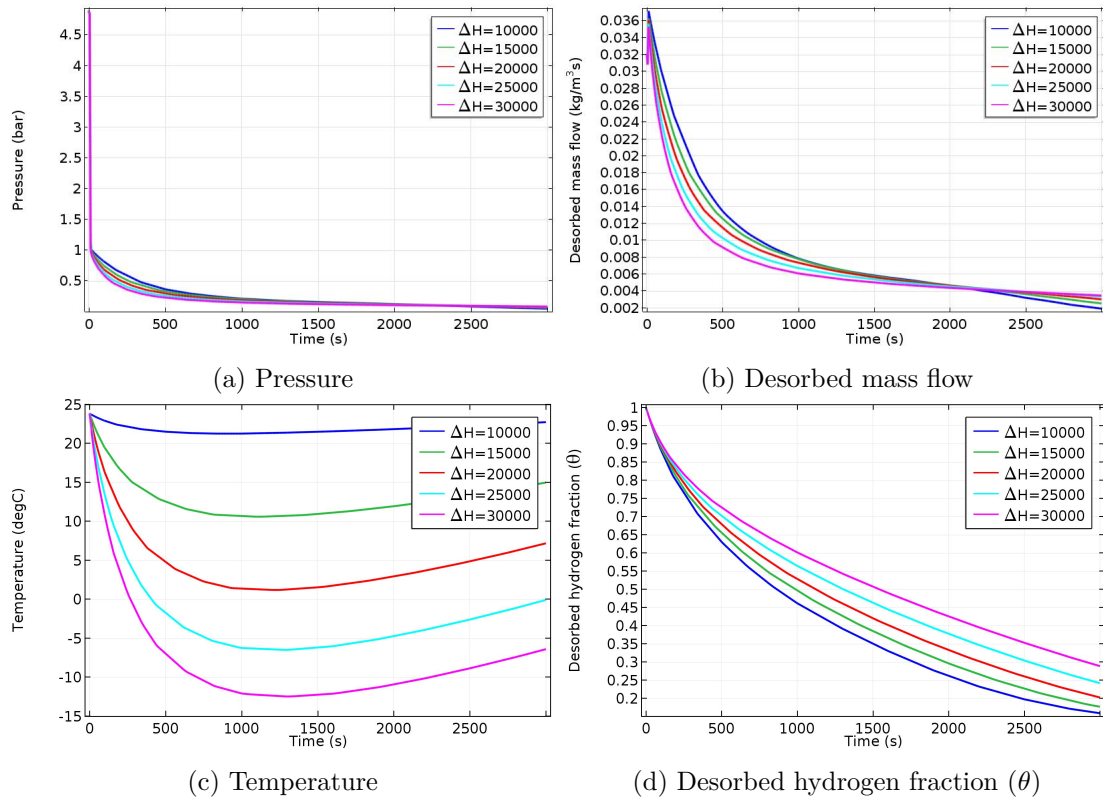 4.5
4
3.5
3
2.5
2
1.5
1
0.5
Pressure (bar)
0
500
1000
1500
2000
2500
Time (s)
ΔH=10000
ΔH=15000
ΔH=20000
ΔH=25000
ΔH=30000
(a) Pressure
0.036
0.033
0.03
0.028
0.026
0.024
0.022
0.02
0.018
0.016
0.014
0.012
0.01
0.008
0.006
0.004
0.002
Desorbed mass flow (kg/m³s)
0
500
1000
1500
2000
2500
Time (s)
ΔH=10000
ΔH=15000
ΔH=20000
ΔH=25000
ΔH=30000
(b) Desorbed mass flow
25
20
15
10
5
0
-5
-10
-15
Temperature (degC)
0
500
1000
1500
2000
2500
Time (s)
ΔH=10000
ΔH=15000
ΔH=20000
ΔH=25000
ΔH=30000
(c) Temperature
1
0.95
0.9
0.85
0.8
0.75
0.7
0.65
0.6
0.55
0.5
0.45
0.4
0.35
0.3
0.25
0.2
Desorbed hydrogen fraction (θ)
0
500
1000
1500
2000
2500
Time (s)
ΔH=10000
ΔH=15000
ΔH=20000
ΔH=25000
ΔH=30000
(d) Desorbed hydrogen fraction (θ)